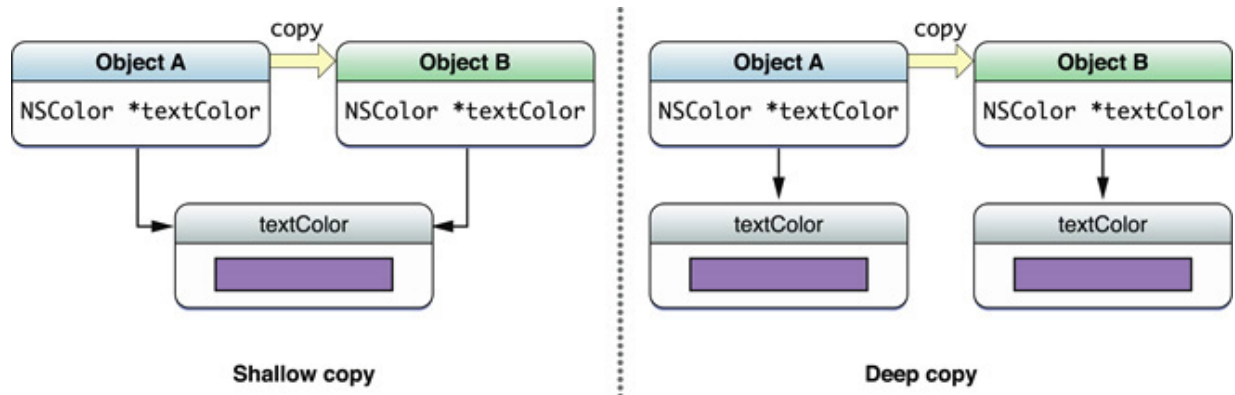 copy
Object A
Object B
NSColor *textColor
NSColor *textColor
textColor
Shallow copy
copy
Object A
Object B
NSColor *textColor
NSColor *textColor
textColor
textColor
Deep copy